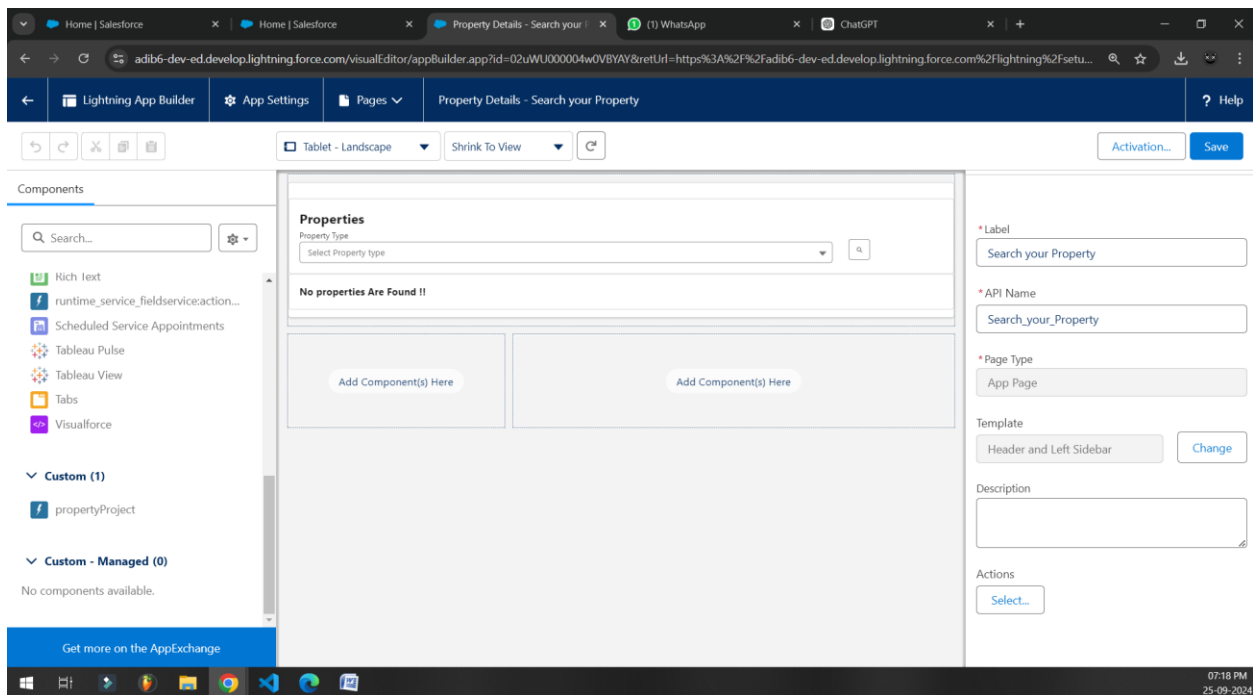 Home | Salesforce
Home | Salesforce
Property Details - Search your
(1) WhatsApp
ChatGPT
adib6-dev-ed.develop.lightning.force.com/visualEditor/appBuilder.app?id=02uWU000004w0VBYAY&retUrl=https%3A%2F%2Fadib6-dev-ed.develop.lightning.force.com%2Flightning%2Fsetu...
Lightning App Builder
App Settings
Pages
Property Details - Search your Property
? Help
Tablet - Landscape
Shrink To View
Activation...
Save
Components
Search...
Rich Text
runtime_service_fieldservice:action...
Scheduled Service Appointments
Tableau Pulse
Tableau View
Tabs
Visualforce
Custom (1)
propertyProject
Custom - Managed (0)
No components available.
Get more on the AppExchange
Properties
Property Type
Select Property type
No properties Are Found !!
Add Component(s) Here
Add Component(s) Here
*Label
Search your Property
*API Name
Search_your_Property
*Page Type
App Page
Template
Header and Left Sidebar
Change
Description
Actions
Select...
07:18 PM
25-09-2024